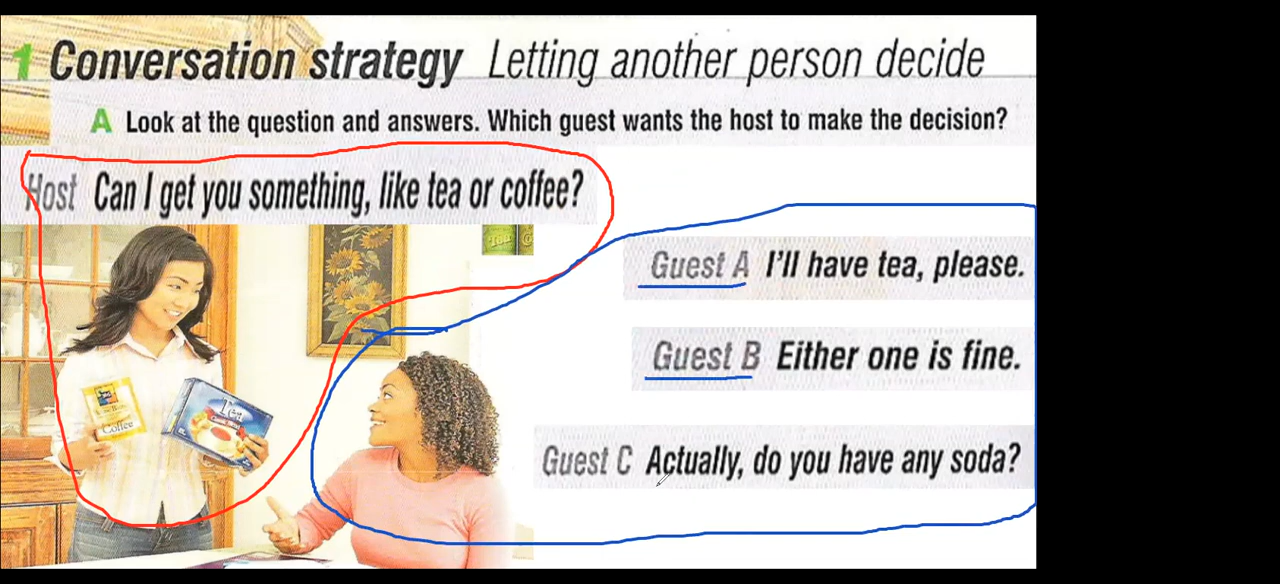 1 Conversation strategy Letting another person decide
A Look at the question and answers. Which guest wants the host to make the decision?
Host Can I get you something, like tea or coffee?
Tea
Guest A I'll have tea, please.
Guest B Either one is fine.
Guest C Actually, do you have any soda?
Coffee
Tea